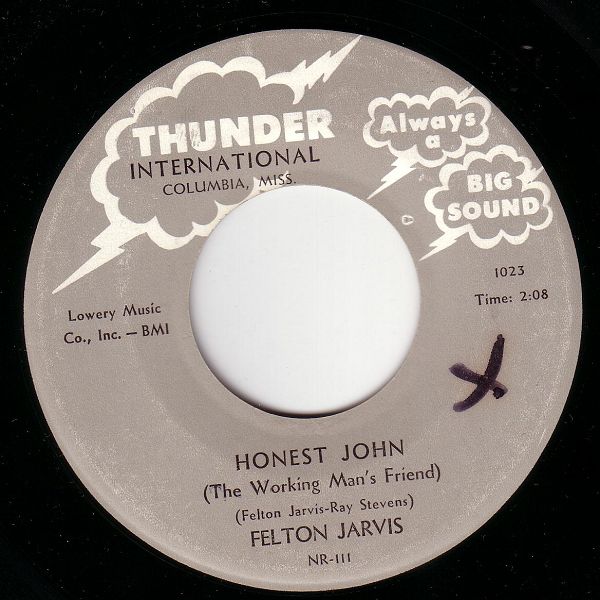 THUNDER
INTERNATIONAL
COLUMBIA, MISS.
Always
a
BIG
SOUND
1023
Time: 2:08
Lowery Music
Co., Inc. — BMI
HONEST JOHN
(The Working Man's Friend)
(Felton Jarvis-Ray Stevens)
FELTON JARVIS
NR-111